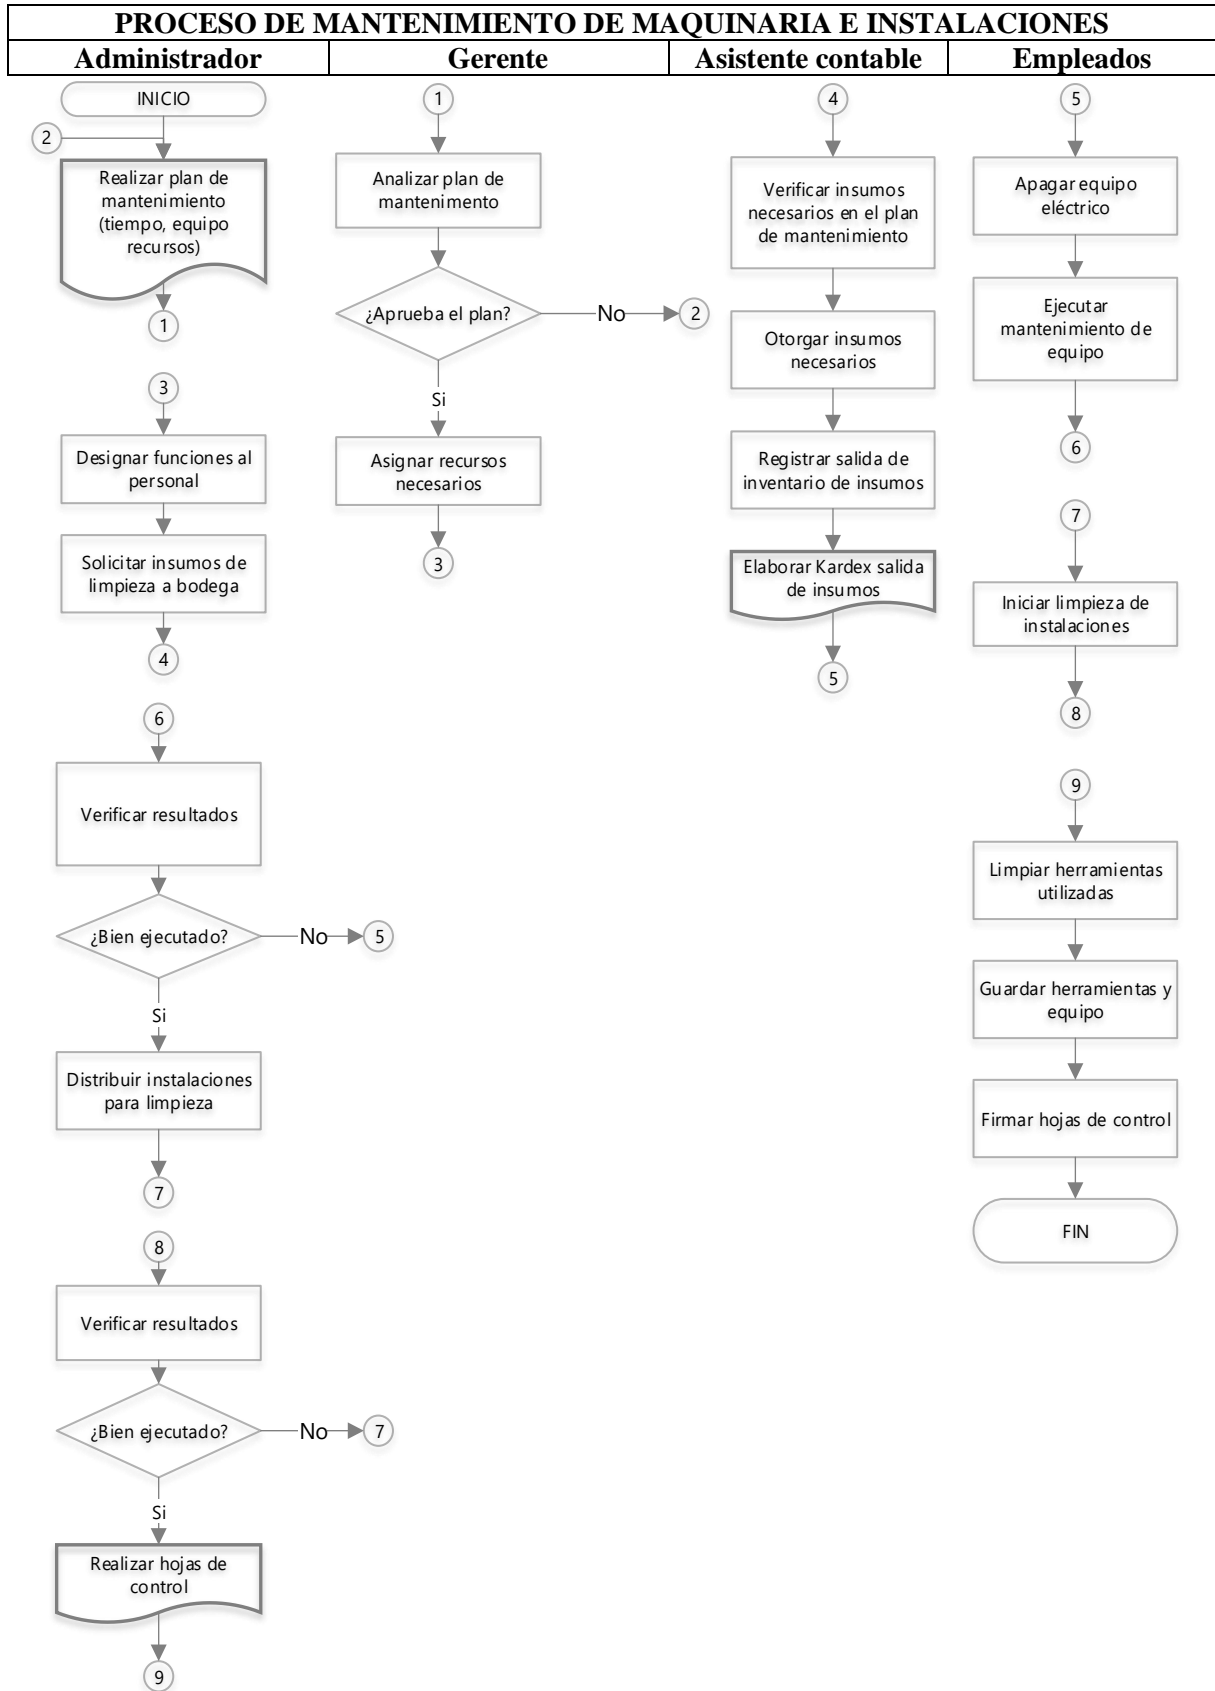 PROCESO DE MANTENIMIENTO DE MAQUINARIA E INSTALACIONES
Administrador
Gerente
Asistente contable
Empleados
INICIO
2
Realizar plan de
mantenimiento
(tiempo, equipo
recursos)
1
3
Designar funciones al
personal
Solicitar insumos de
limpieza a bodega
4
6
Verificar resultados
¿Bien ejecutado?
No
5
Si
Distribuir instalaciones
para limpieza
7
8
Verificar resultados
¿Bien ejecutado?
No
7
Si
Realizar hojas de
control
9
1
Analizar plan de
mantenimento
¿Aprueba el plan?
No
2
Si
Asignar recursos
necesarios
3
4
Verificar insumos
necesarios en el plan
de mantenimiento
Otorgar insumos
necesarios
Registrar salida de
inventario de insumos
Elaborar Kardex salida
de insumos
5
5
Apagar equipo
eléctrico
Ejecutar
mantenimiento de
equipo
6
7
Iniciar limpieza de
instalaciones
8
9
Limpiar herramientas
utilizadas
Guardar herramientas y
equipo
Firmar hojas de control
FIN